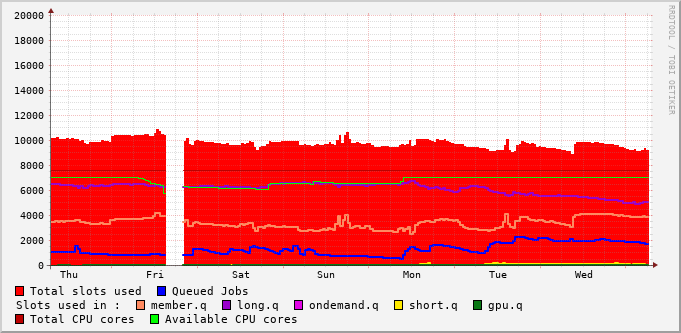 20000
18000
16000
14000
12000
10000
8000
6000
4000
2000
0
Thu Fri Sat Sun Mon Tue Wed
RRDTOOL / TOBI OETIKER
Total slots used Queued Jobs
Slots used in : member.q long.q ondemand.q short.q gpu.q
Total CPU cores Available CPU cores